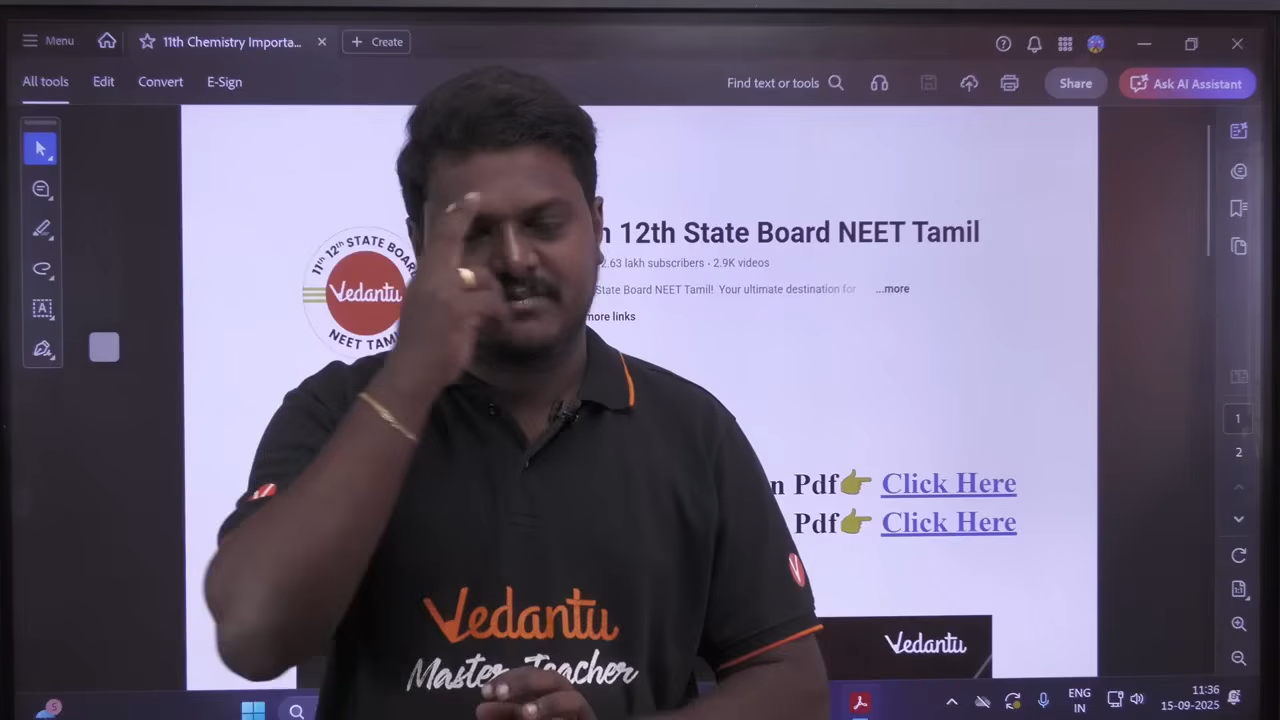 Menu
11th Chemistry Importa...
Create
All tools
Edit
Convert
E-Sign
Find text or tools
Share
Ask AI Assistant
11th 12th STATE BOARD
Vedantu
NEET TAMIL
12th State Board NEET Tamil
2.63 lakh subscribers · 2.9K videos
State Board NEET Tamil! Your ultimate destination for ...more
more links
Pdf👉 Click Here
Pdf👉 Click Here
1
2
Vedantu
Vedantu
Master Teacher
5
ENG
IN
11:36
15-09-2025